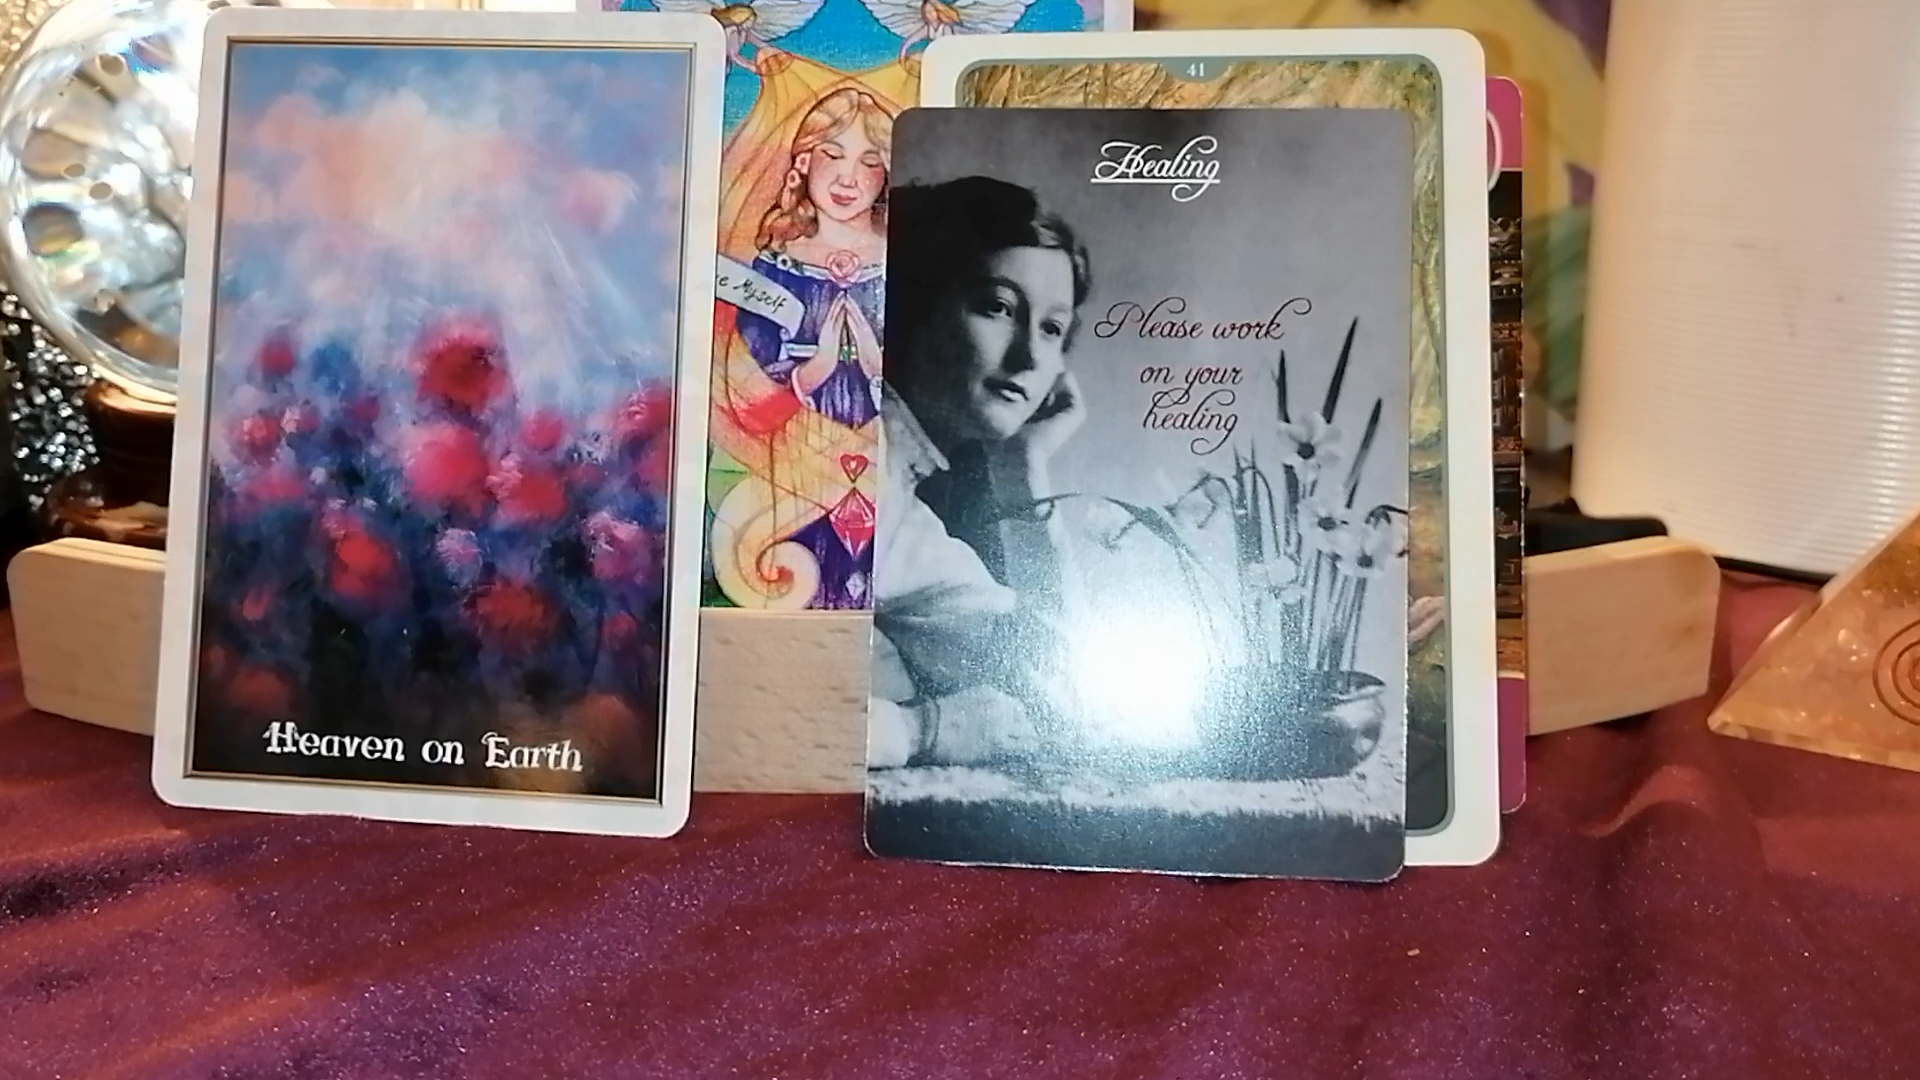 Heaven on Earth
e Myself
41
Healing
Please work
on your
healing